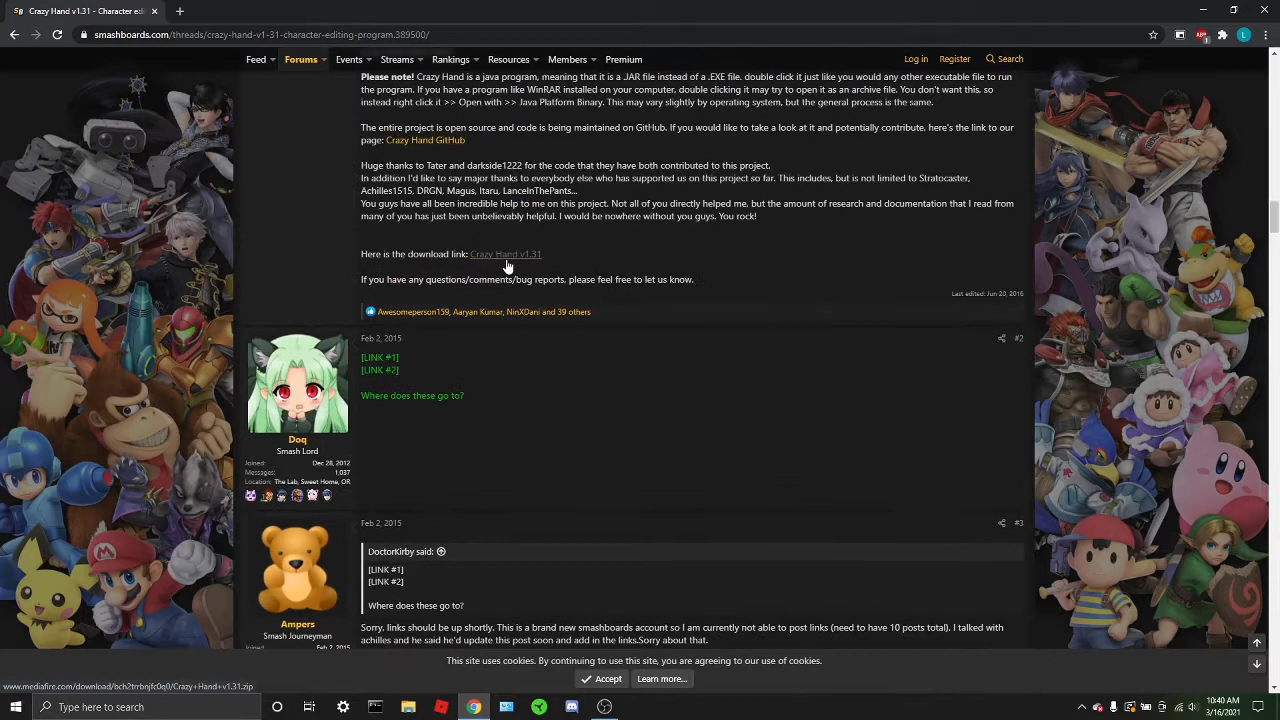 Crazy Hand v1.31 - Character Edi
smashboards.com/threads/crazy-hand-v1-31-character-editing-program.389500/
Feed Forums Events Streams Rankings Resources Members Premium Log in Register Search
Please note! Crazy Hand is a java program, meaning that it is a JAR file instead of a .EXE file. double click it just like you would any other executable file to run
the program. If you have a program like WinRAR installed on your computer, double clicking it may try to open it as an archive file. You don't want this, so
instead right click it >> Open with >> Java Platform Binary. This may vary slightly by operating system, but the general process is the same.
The entire project is open source and code is being maintained on GitHub. If you would like to take a look at it and potentially contribute, here's the link to our
page: Crazy Hand GitHub
Huge thanks to Tater and darkside1222 for the code that they have both contributed to this project.
In addition I'd like to say major thanks to everybody else who has supported us on this project so far. This includes, but is not limited to Stratocaster,
Achilles1515, DRGN, Magus, Itaru, LanceInThePants...
You guys have all been incredible help to me on this project. Not all of you directly helped me, but the amount of research and documentation that I read from
many of you has just been unbelievably helpful. I would be nowhere without you guys. You rock!
Here is the download link: Crazy Hand v1.31
If you have any questions/comments/bug reports, please feel free to let us know.
Last edited: Jun 20, 2016
Awesomeperson159, Aaryan Kumar, NinXDani and 39 others
Feb 2, 2015 #2
[LINK #1]
[LINK #2]
Where does these go to?
Doq
Smash Lord
Joined: Dec 28, 2012
Messages: 1,037
Location: The Lab, Sweet Home, OR
Feb 2, 2015 #3
DoctorKirby said:
[LINK #1]
[LINK #2]
Where does these go to?
Ampers
Smash Journeyman
Joined: Feb 2, 2015
Sorry, links should be up shortly. This is a brand new smashboards account so I am currently not able to post links (need to have 10 posts total). I talked with
achilles and he said he'd update this post soon and add in the links.Sorry about that.
This site uses cookies. By continuing to use this site, you are agreeing to our use of cookies.
Accept Learn more...
www.mediafire.com/download/bch2trrbnjfc0q0/Crazy+Hand+v1.31.zip
Type here to search
10:40 AM
3/16/2021